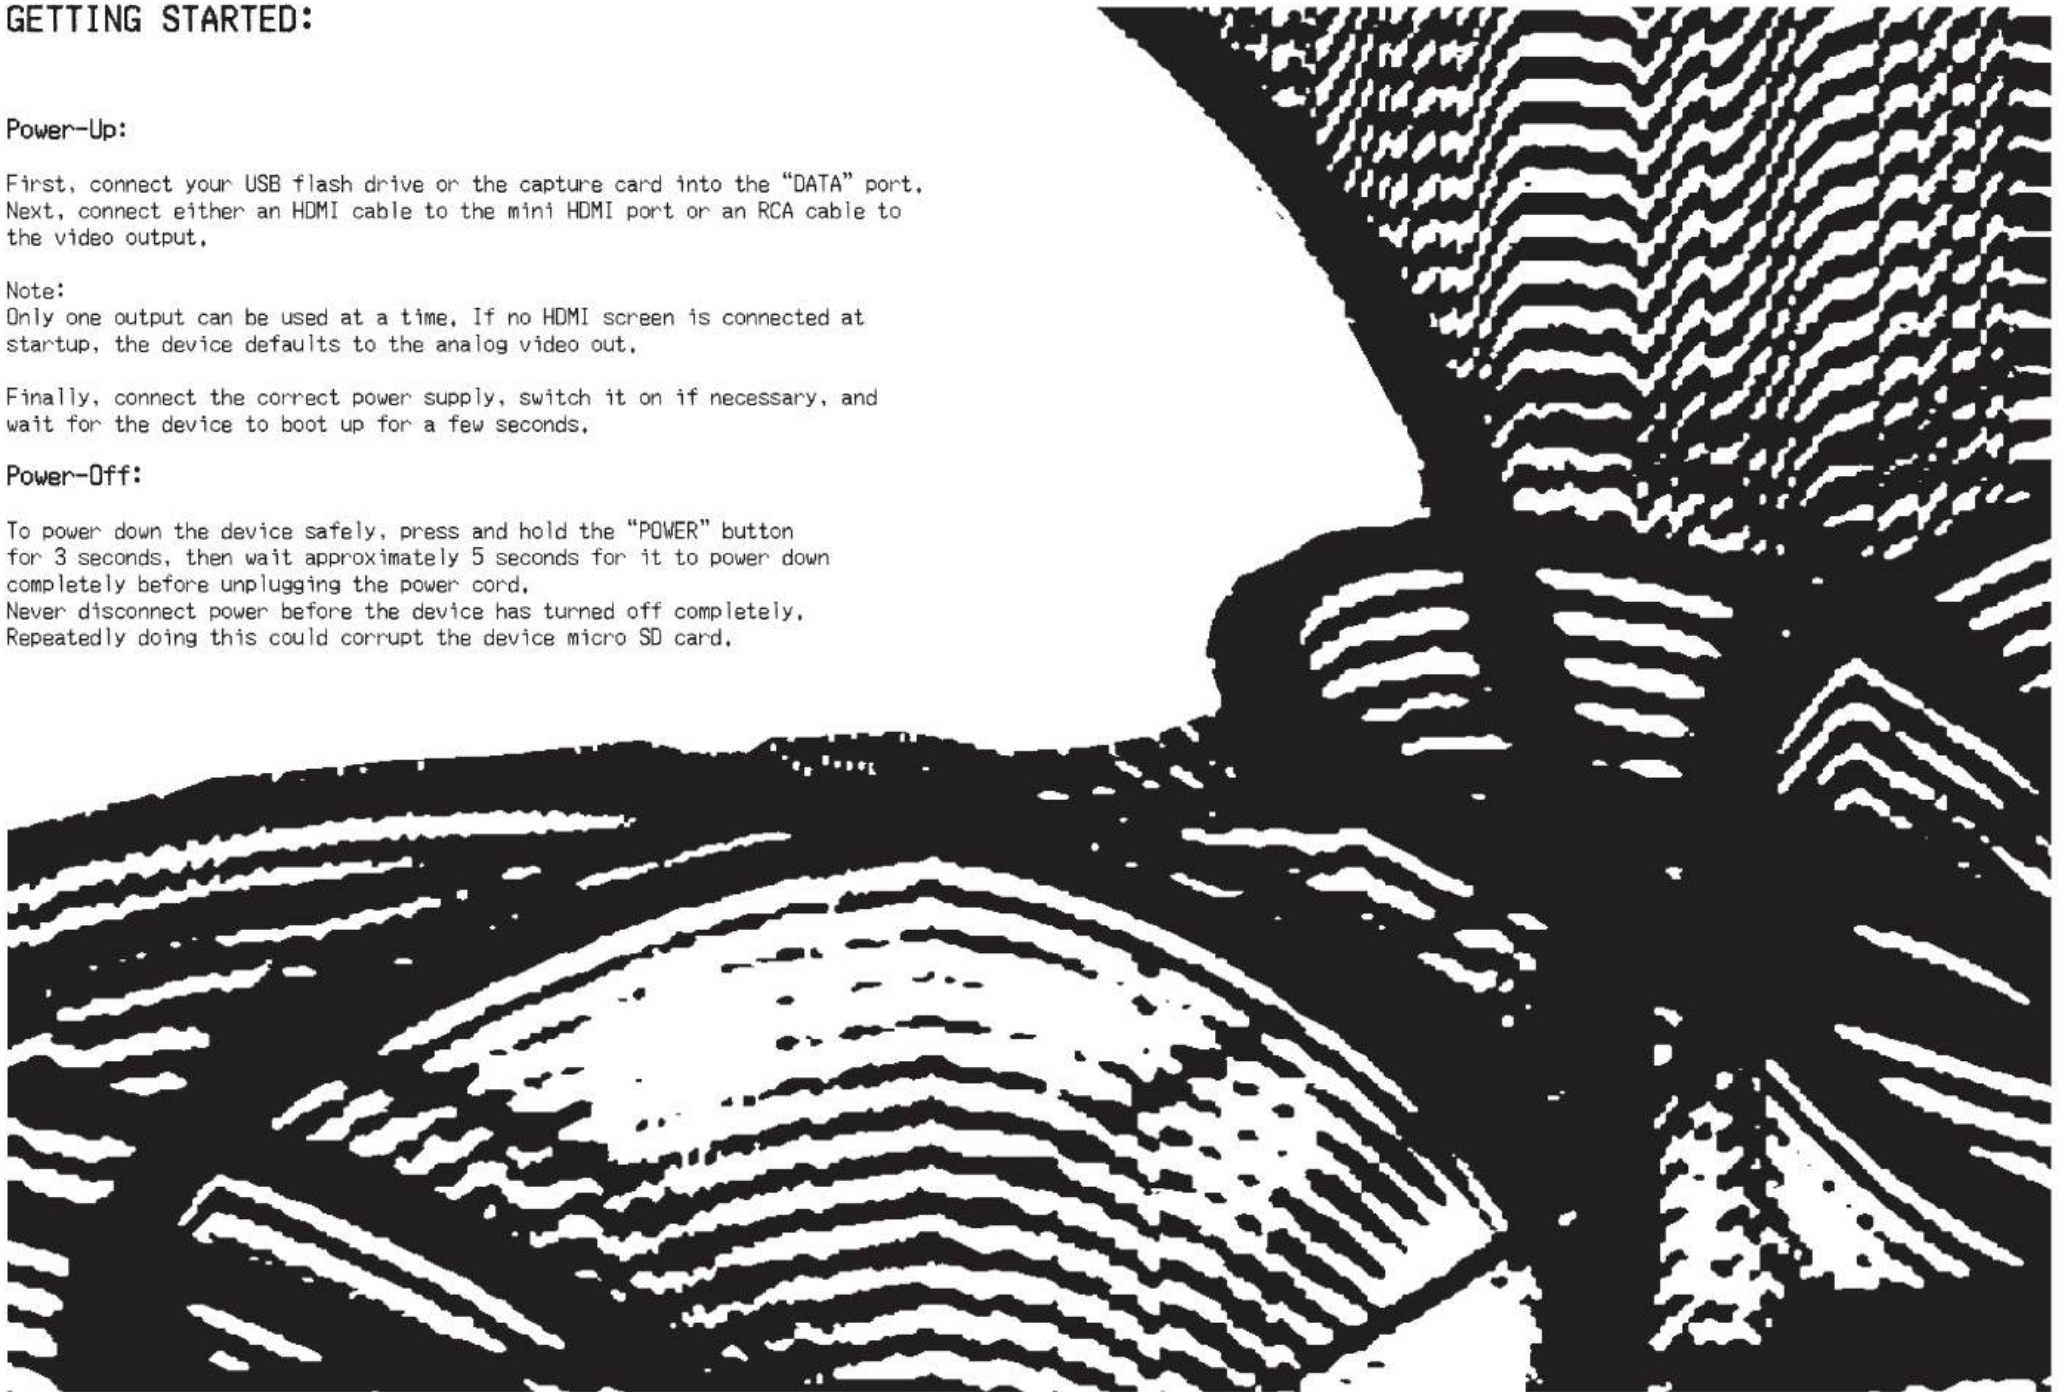 GETTING STARTED:
Power-Up:
First, connect your USB flash drive or the capture card into the “DATA” port.
Next, connect either an HDMI cable to the mini HDMI port or an RCA cable to
the video output.
Note:
Only one output can be used at a time. If no HDMI screen is connected at
startup, the device defaults to the analog video out.
Finally, connect the correct power supply, switch it on if necessary, and
wait for the device to boot up for a few seconds.
Power-Off:
To power down the device safely, press and hold the “POWER” button
for 3 seconds, then wait approximately 5 seconds for it to power down
completely before unplugging the power cord.
Never disconnect power before the device has turned off completely.
Repeatedly doing this could corrupt the device micro SD card.